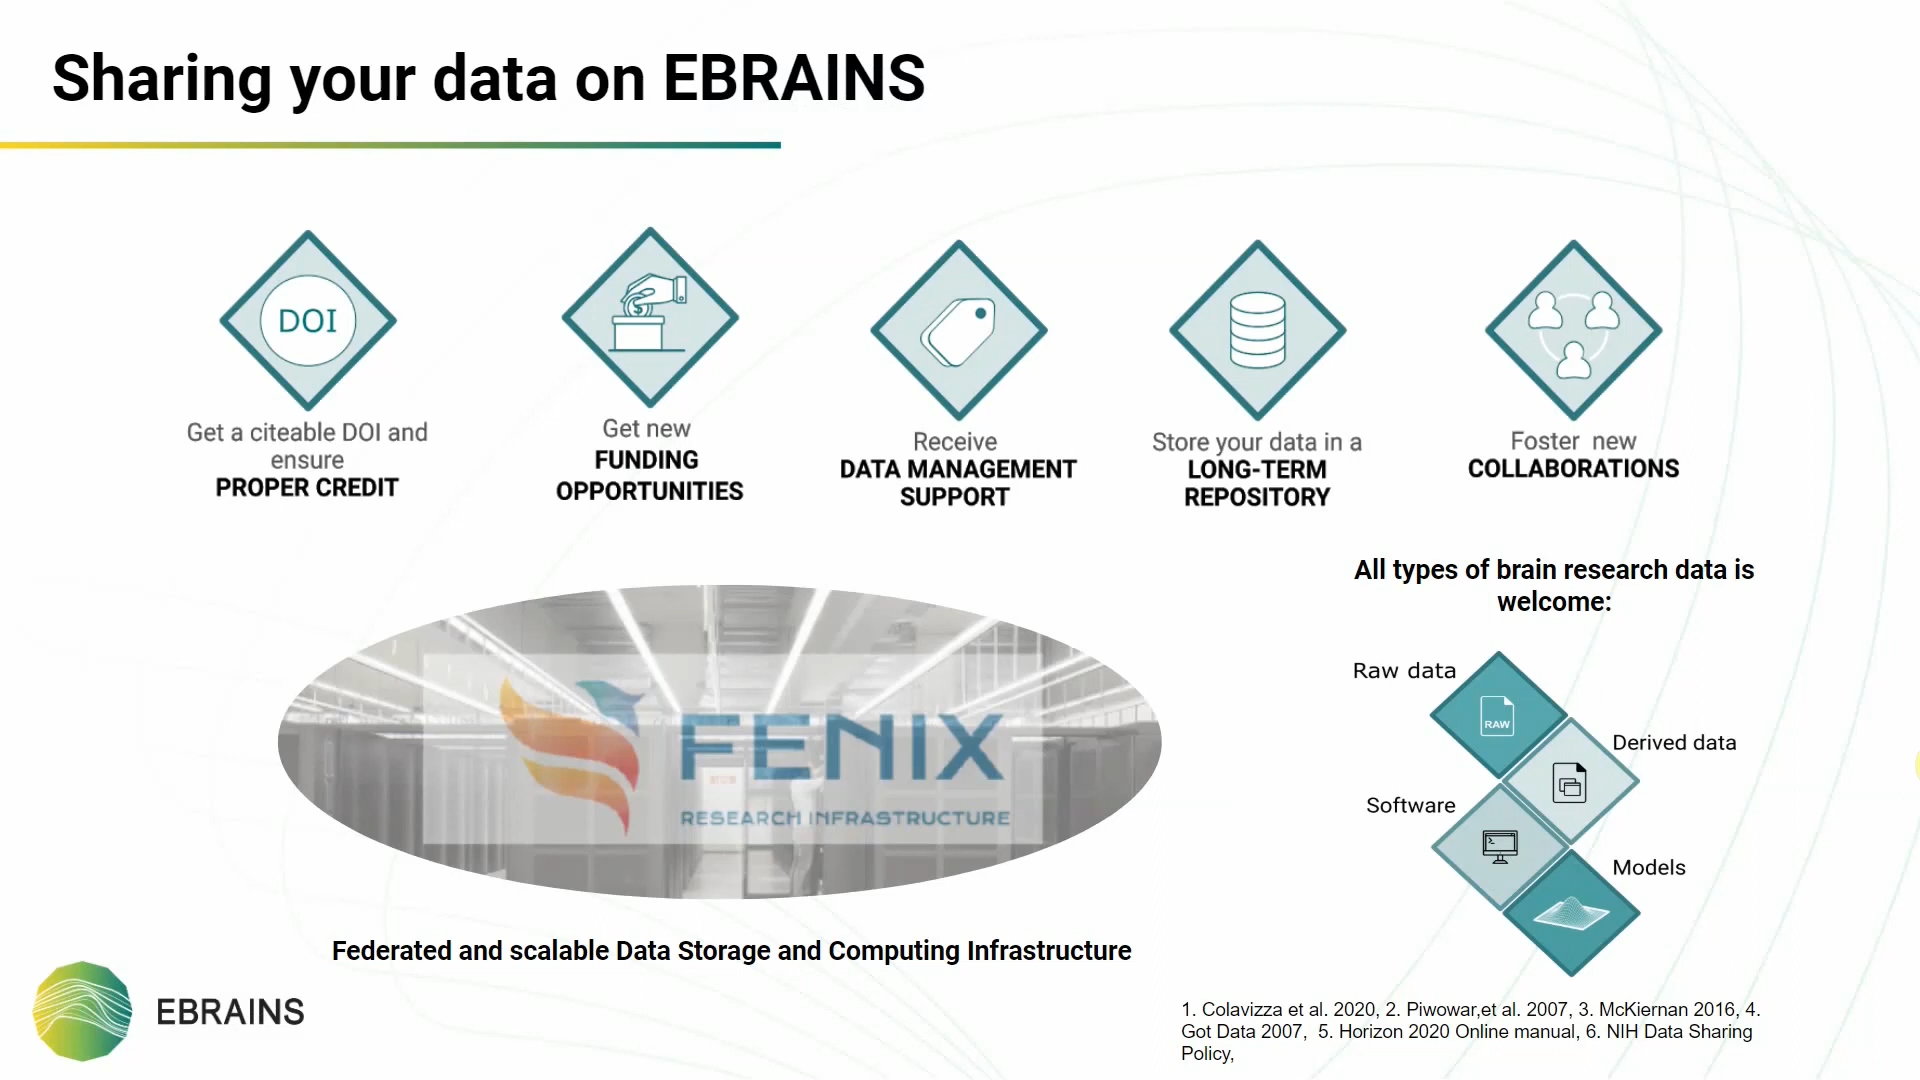 Sharing your data on EBRAINS
DOI
Get a citeable DOI and
ensure
PROPER CREDIT
$
Get new
FUNDING
OPPORTUNITIES
Receive
DATA MANAGEMENT
SUPPORT
Store your data in a
LONG-TERM
REPOSITORY
Foster new
COLLABORATIONS
FENIX
RESEARCH INFRASTRUCTURE
Federated and scalable Data Storage and Computing Infrastructure
All types of brain research data is
welcome:
Raw data
RAW
Derived data
Software
Models
EBRAINS
1. Colavizza et al. 2020, 2. Piwowar,et al. 2007, 3. McKiernan 2016, 4.
Got Data 2007, 5. Horizon 2020 Online manual, 6. NIH Data Sharing
Policy,